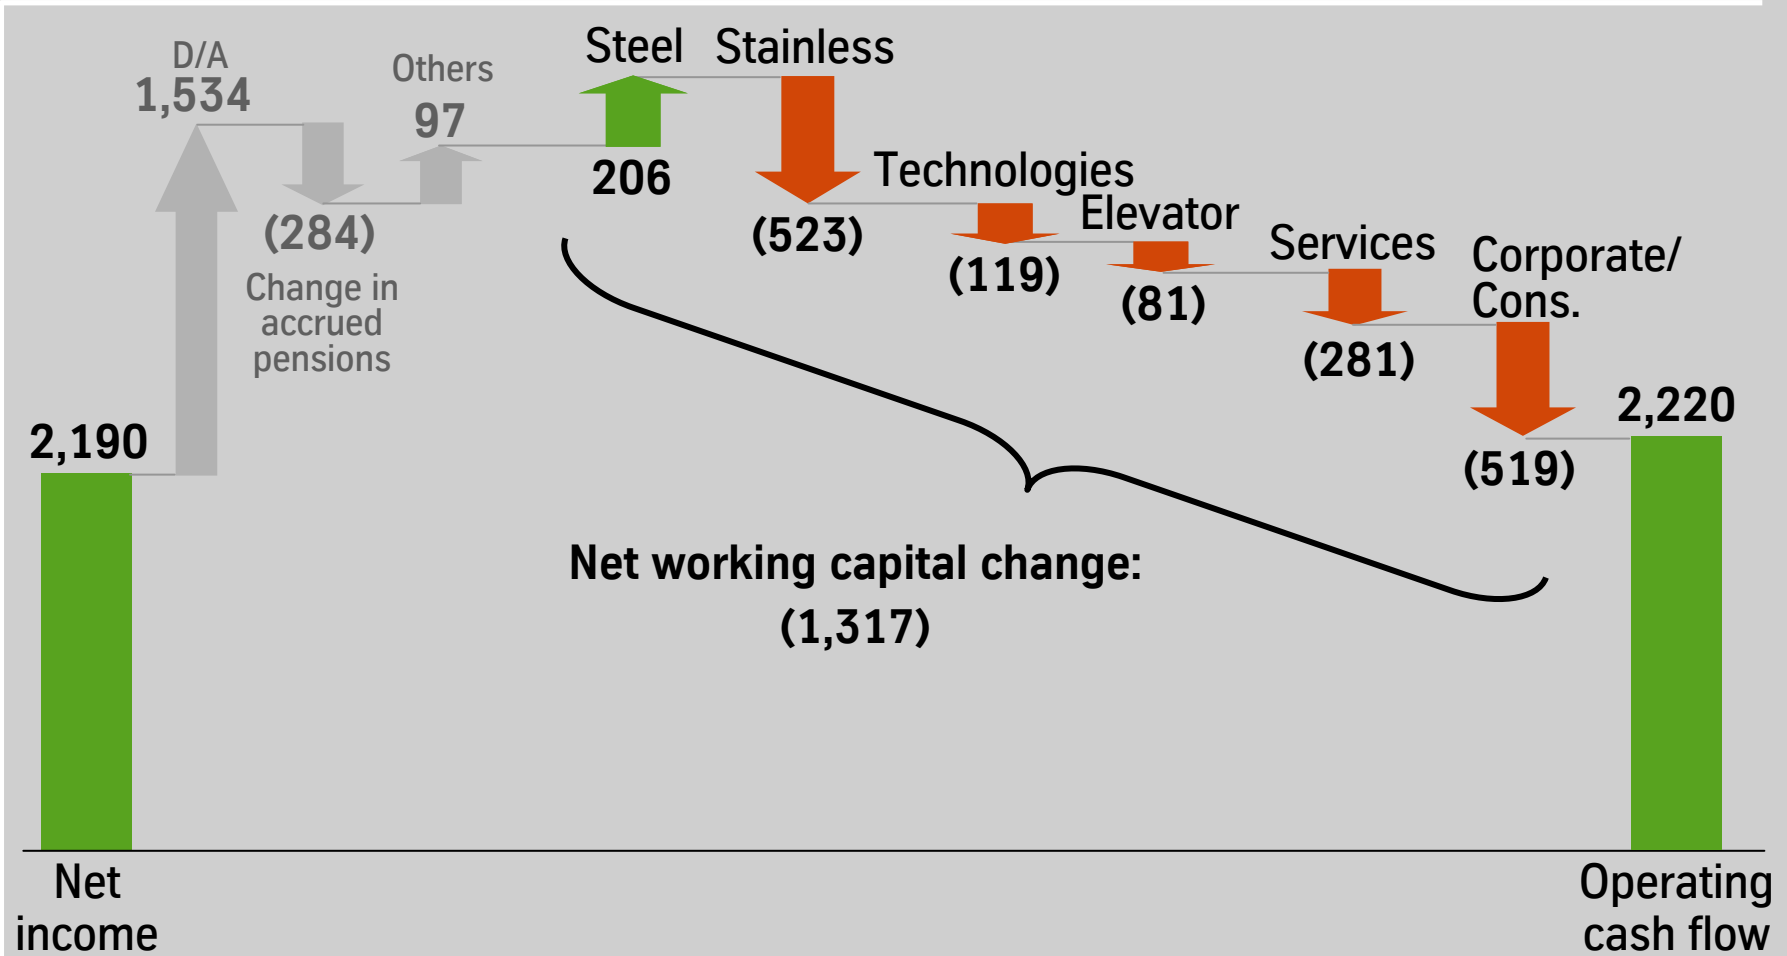 D/A
1,534
(284)
Change in
accrued
pensions
Others
97
Steel
206
Stainless
(523)
Technologies
(119)
Elevator
(81)
Services
(281)
Corporate/
Cons.
(519)
2,190
2,220
Net working capital change:
(1,317)
Net
income
Operating
cash flow